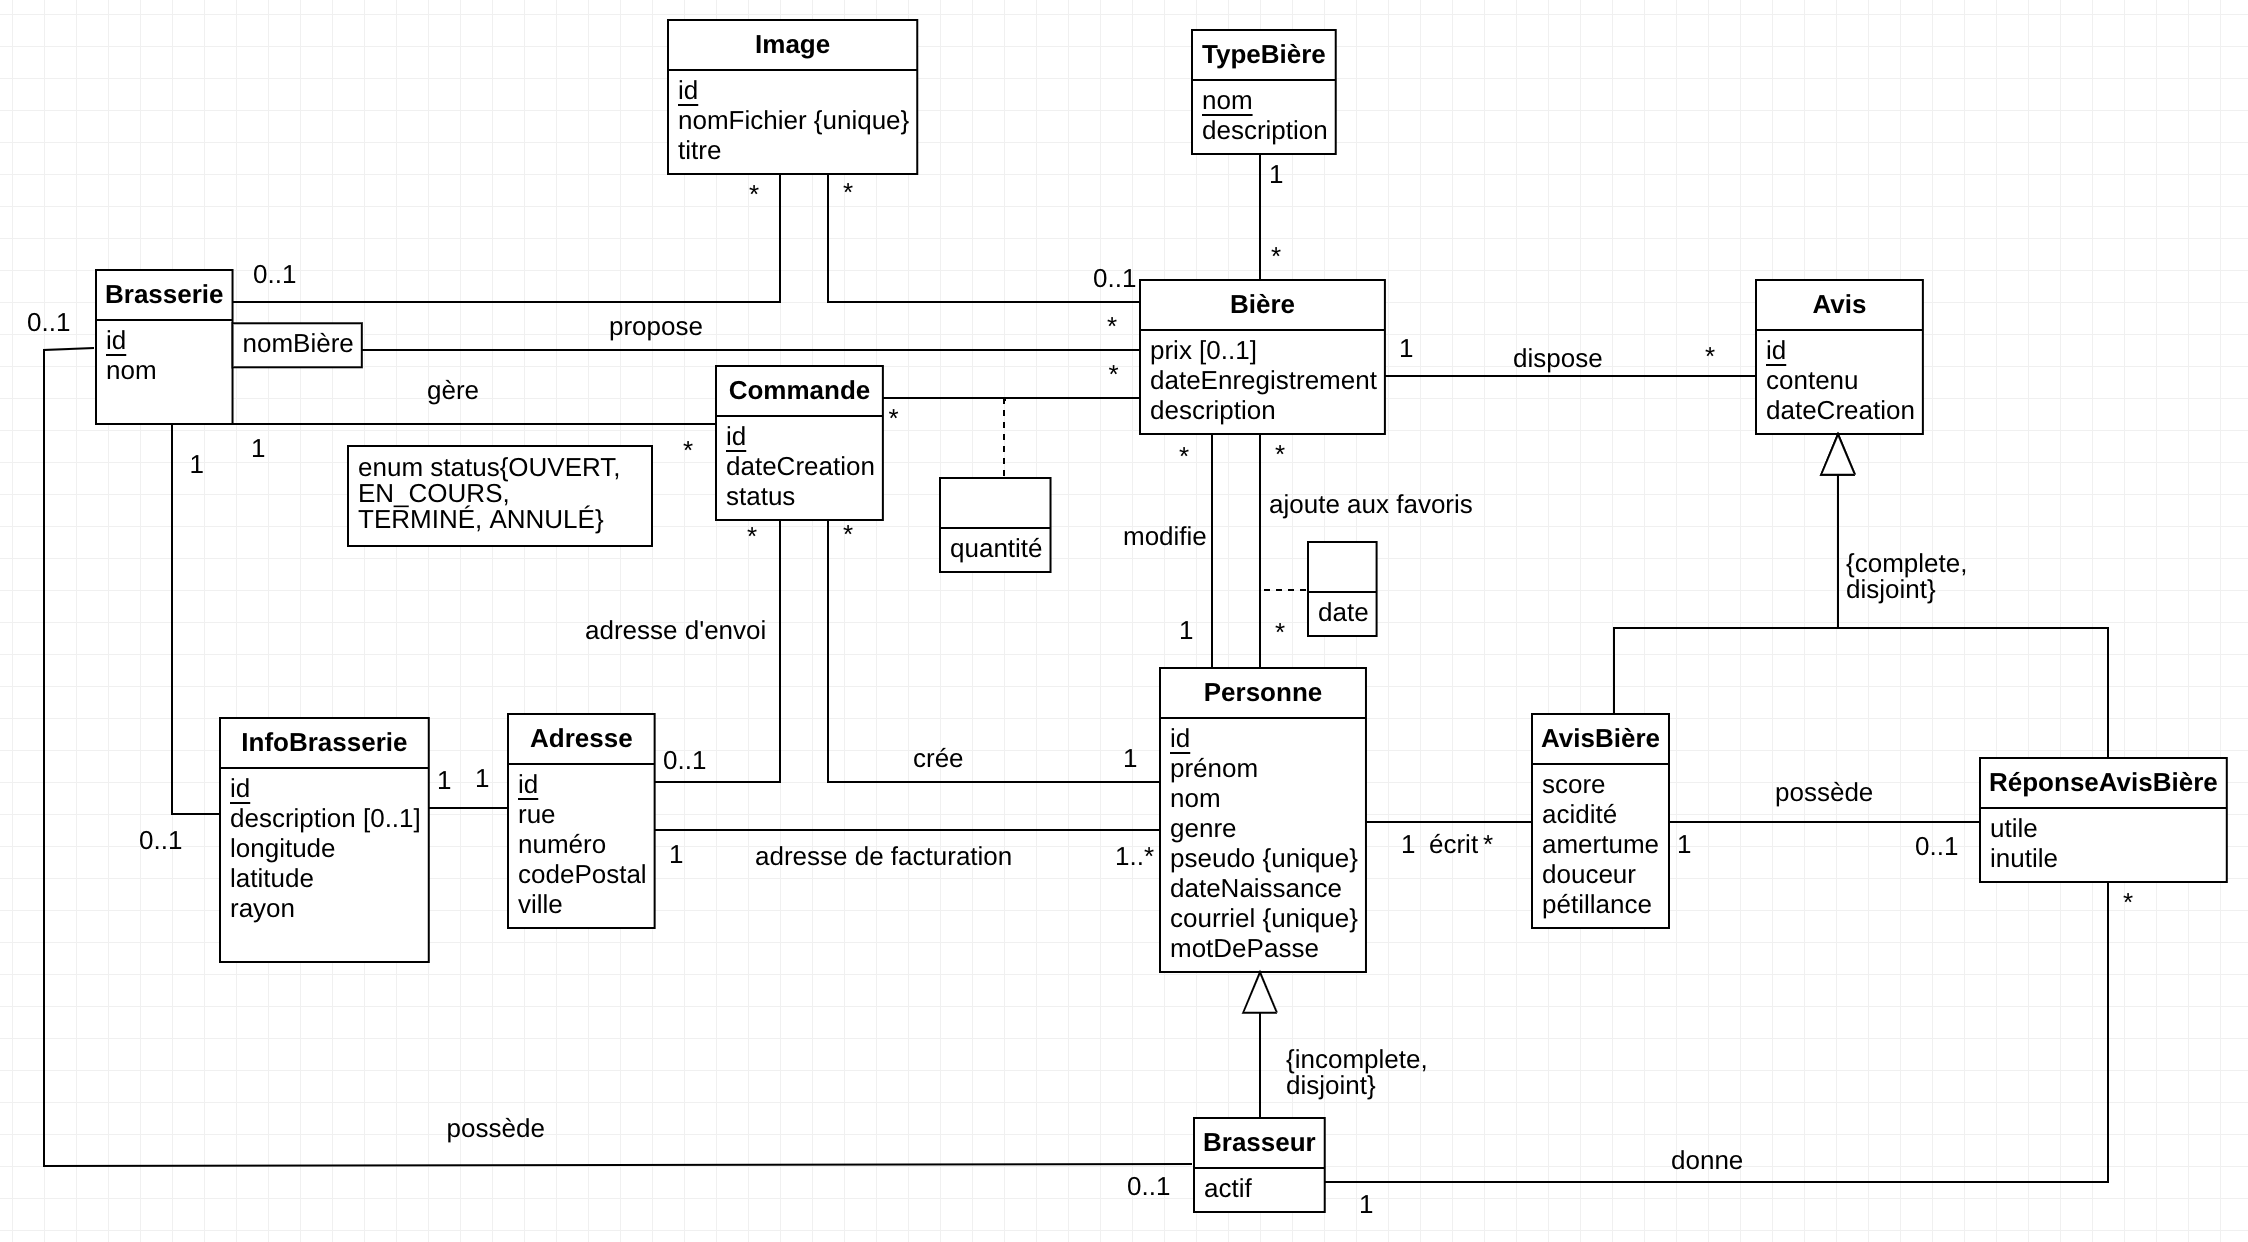 Image
id
nomFichier {unique}
titre
*
*
TypeBière
nom
description
1
*
0..1
0..1
Brasserie
id
nom
0..1
nomBière
propose
*
Bière
prix [0..1]
dateEnregistrement
description
1
dispose
*
Avis
id
contenu
dateCreation
gère
1
*
1
Commande
id
dateCreation
status
*
*
enum status{OUVERT,
EN_COURS,
TERMINÉ, ANNULÉ}
quantité
*
*
modifie
ajoute aux favoris
date
1
*
{complete,
disjoint}
*
*
adresse d'envoi
0..1
crée
1
InfoBrasserie
id
description [0..1]
longitude
latitude
rayon
0..1
1
1
Adresse
id
rue
numéro
codePostal
ville
1
adresse de facturation
1..*
Personne
id
prénom
nom
genre
pseudo {unique}
dateNaissance
courriel {unique}
motDePasse
1
écrit
*
AvisBière
score
acidité
amertume
douceur
pétillance
1
possède
0..1
RéponseAvisBière
utile
inutile
*
{incomplete,
disjoint}
possède
0..1
Brasseur
actif
1
donne